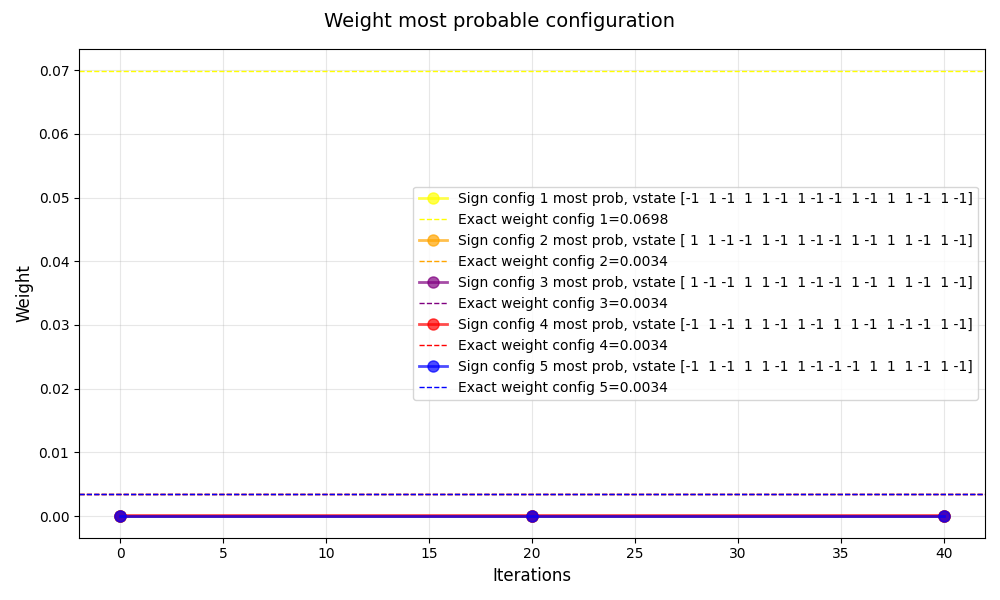 Weight most probable configuration
Weight
0.07
0.06
0.05
0.04
0.03
0.02
0.01
0.00
Sign config 1 most prob, vstate [-1  1 -1  1  1 -1  1 -1 -1  1 -1  1  1 -1  1 -1]
Exact weight config 1=0.0698
Sign config 2 most prob, vstate [ 1  1 -1 -1  1 -1  1 -1 -1  1 -1  1  1 -1  1 -1]
Exact weight config 2=0.0034
Sign config 3 most prob, vstate [ 1 -1 -1  1  1 -1  1 -1 -1  1 -1  1  1 -1  1 -1]
Exact weight config 3=0.0034
Sign config 4 most prob, vstate [-1  1 -1  1  1 -1  1 -1  1  1 -1  1 -1 -1  1 -1]
Exact weight config 4=0.0034
Sign config 5 most prob, vstate [-1  1 -1  1  1 -1  1 -1 -1 -1  1  1  1 -1  1 -1]
Exact weight config 5=0.0034
0 5 10 15 20 25 30 35 40
Iterations